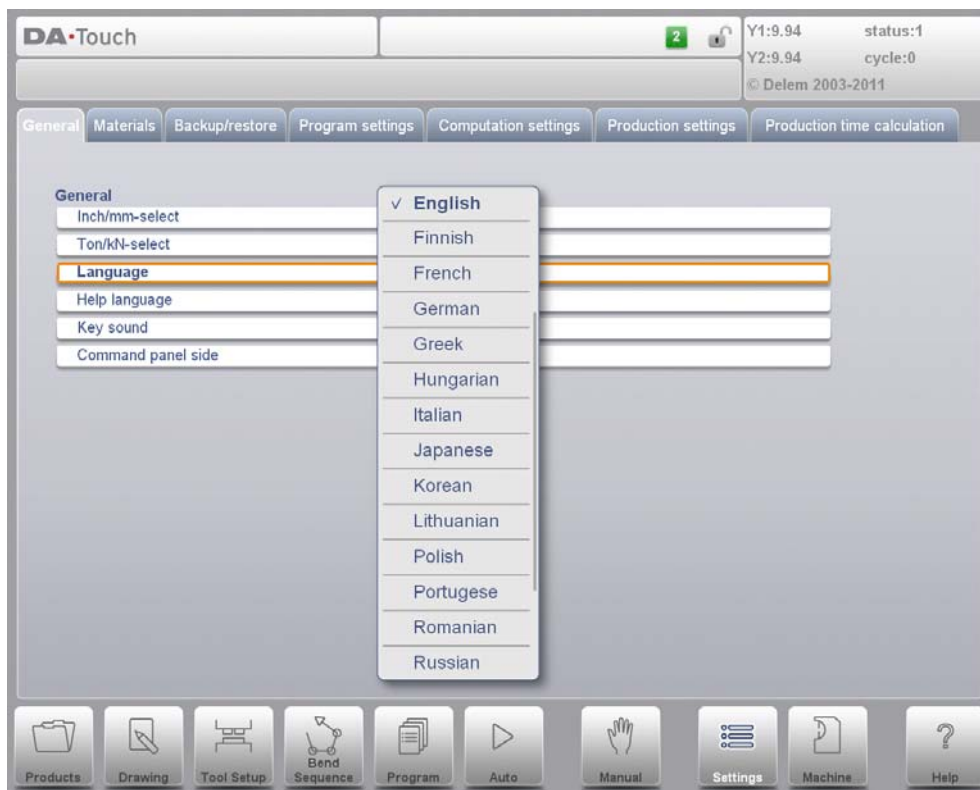 DA·Touch
2
Y1:9.94 status:1
Y2:9.94 cycle:0
© Delem 2003-2011
General Materials Backup/restore Program settings Computation settings Production settings Production time calculation
General
Inch/mm-select
Ton/kN-select
Language
Help language
Key sound
Command panel side
✓ English
Finnish
French
German
Greek
Hungarian
Italian
Japanese
Korean
Lithuanian
Polish
Portugese
Romanian
Russian
Products Drawing Tool Setup Bend Sequence Program Auto Manual Settings Machine Help
?